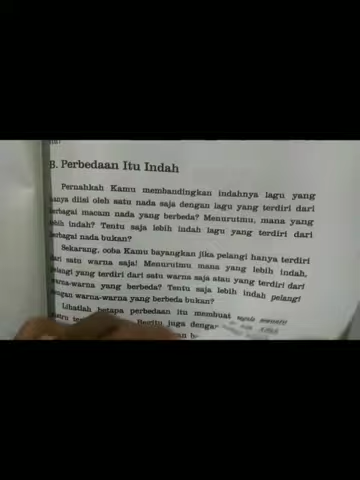 B. Perbedaan Itu Indah
Pernahkah Kamu membandingkan indahnya lagu yang
hanya diisi oleh satu nada saja dengan lagu yang terdiri dari
berbagai macam nada yang berbeda? Menurutmu, mana yang
lebih indah? Tentu saja lebih indah lagu yang terdiri dari
berbagai nada bukan?
Sekarang, coba Kamu bayangkan jika pelangi hanya terdiri
dari satu warna saja! Menurutmu mana yang lebih indah,
pelangi yang terdiri dari satu warna saja atau yang terdiri dari
warna-warna yang berbeda? Tentu saja lebih indah pelangi
dengan warna-warna yang berbeda bukan?
Lihatlah betapa perbedaan itu membuat
Begitu juga